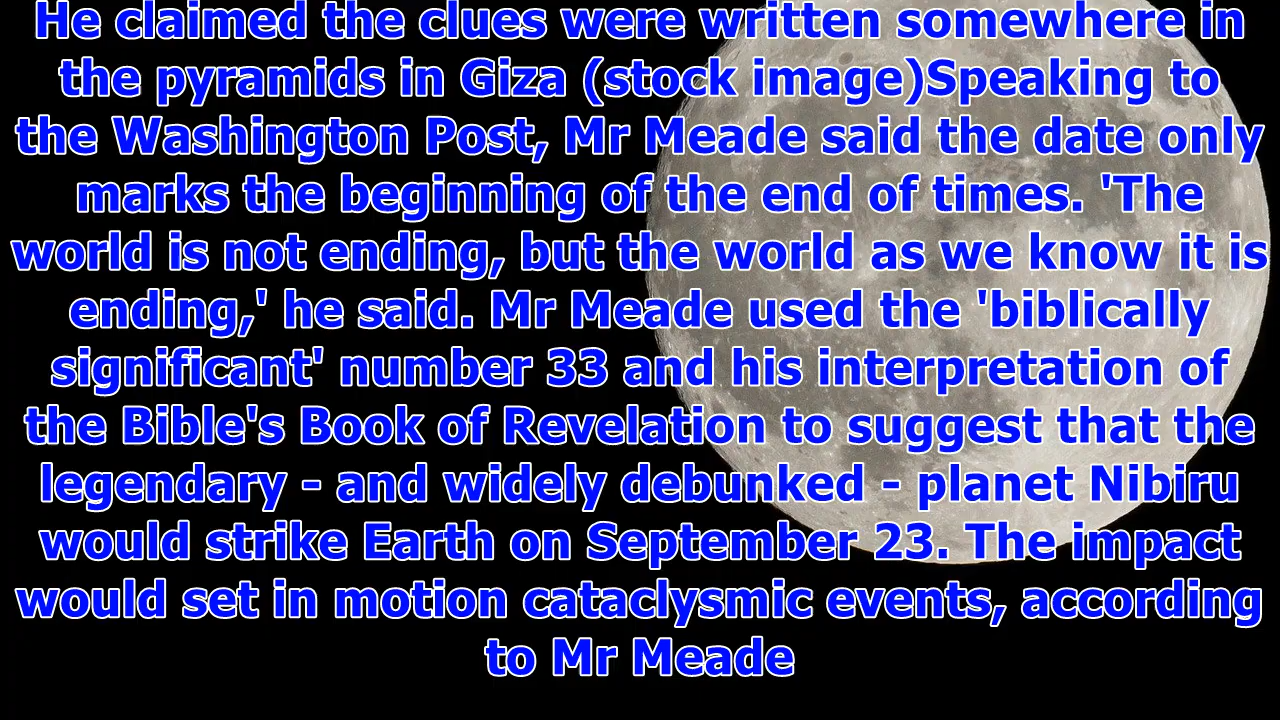 He claimed the clues were written somewhere in
the pyramids in Giza (stock image)Speaking to
the Washington Post, Mr Meade said the date only
marks the beginning of the end of times. 'The
world is not ending, but the world as we know it is
ending,' he said. Mr Meade used the 'biblically
significant' number 33 and his interpretation of
the Bible's Book of Revelation to suggest that the
legendary - and widely debunked - planet Nibiru
would strike Earth on September 23. The impact
would set in motion cataclysmic events, according
to Mr Meade